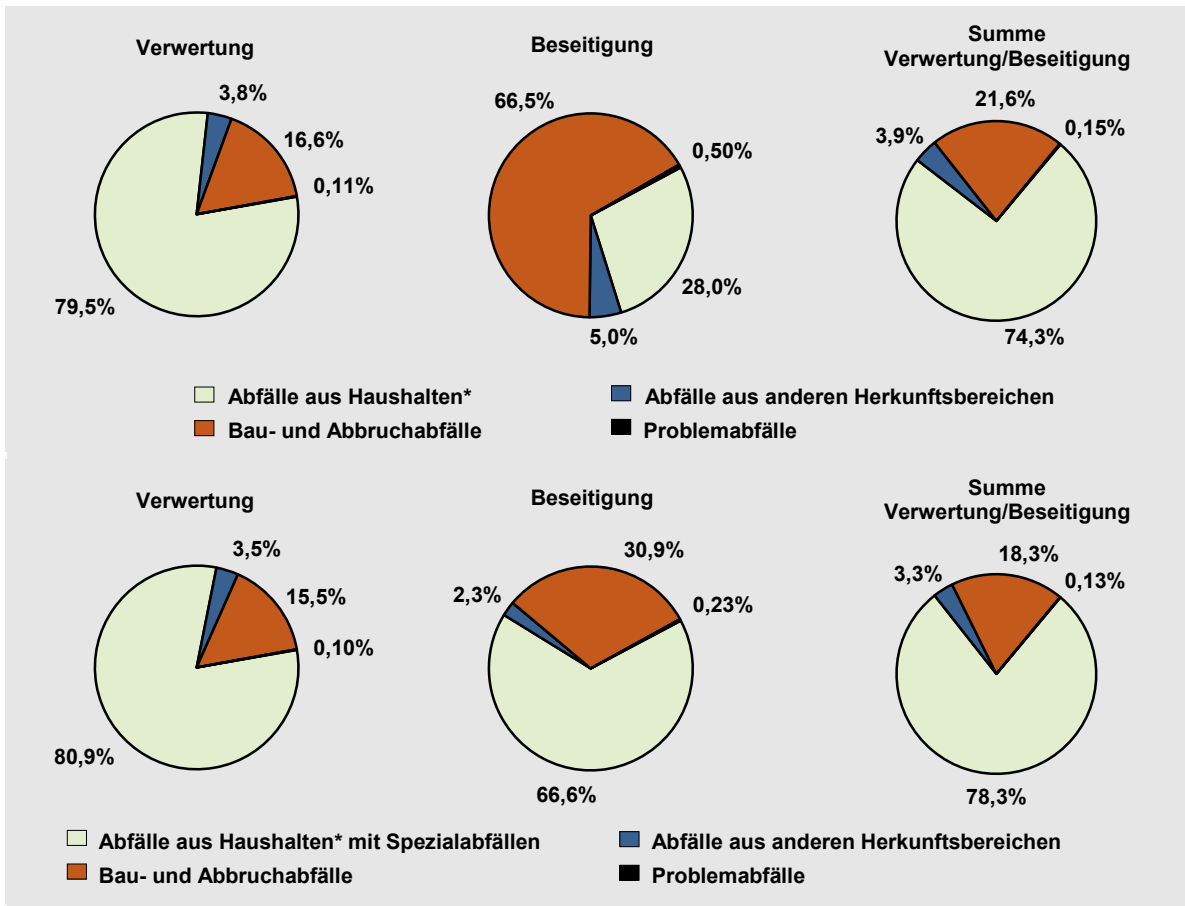 Verwertung
3,8%
16,6%
0,11%
79,5%
Beseitigung
66,5%
0,50%
28,0%
5,0%
Summe
Verwertung/Beseitigung
21,6%
3,9%
0,15%
74,3%
Abfälle aus Haushalten*
Abfälle aus anderen Herkunftsbereichen
Bau- und Abbruchabfälle
Problemabfälle
Verwertung
3,5%
15,5%
0,10%
80,9%
Beseitigung
30,9%
2,3%
0,23%
66,6%
Summe
Verwertung/Beseitigung
18,3%
3,3%
0,13%
78,3%
Abfälle aus Haushalten* mit Spezialabfällen
Abfälle aus anderen Herkunftsbereichen
Bau- und Abbruchabfälle
Problemabfälle